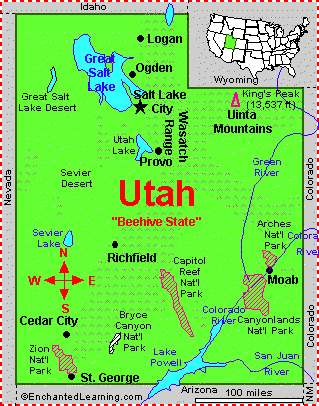 Idaho
Logan
Ogden
Great
Salt
Lake
Great Salt
Lake Desert
Salt Lake
City
Wasatch
Range
Wyoming
King's Peak
(13,537 ft)
Uinta
Mountains
Utah
Lake
Provo
Green
River
Nevada
Colorado
Sevier
Desert
Utah
"Beehive State"
Sevier
Lake
Richfield
Arches
Nat'l
Park
Colora
River
Capitol
Reef
Nat'l
Park
Moab
Colorado
N
W
E
S
Cedar City
Bryce
Canyon
Nat'l
Park
Colorado
River
Canyonlands
Nat'l Park
Colorado
Zion
Nat'l
Park
St. George
Lake
Powell
San Juan
River
Arizona
NM
©EnchantedLearning.com
100 miles